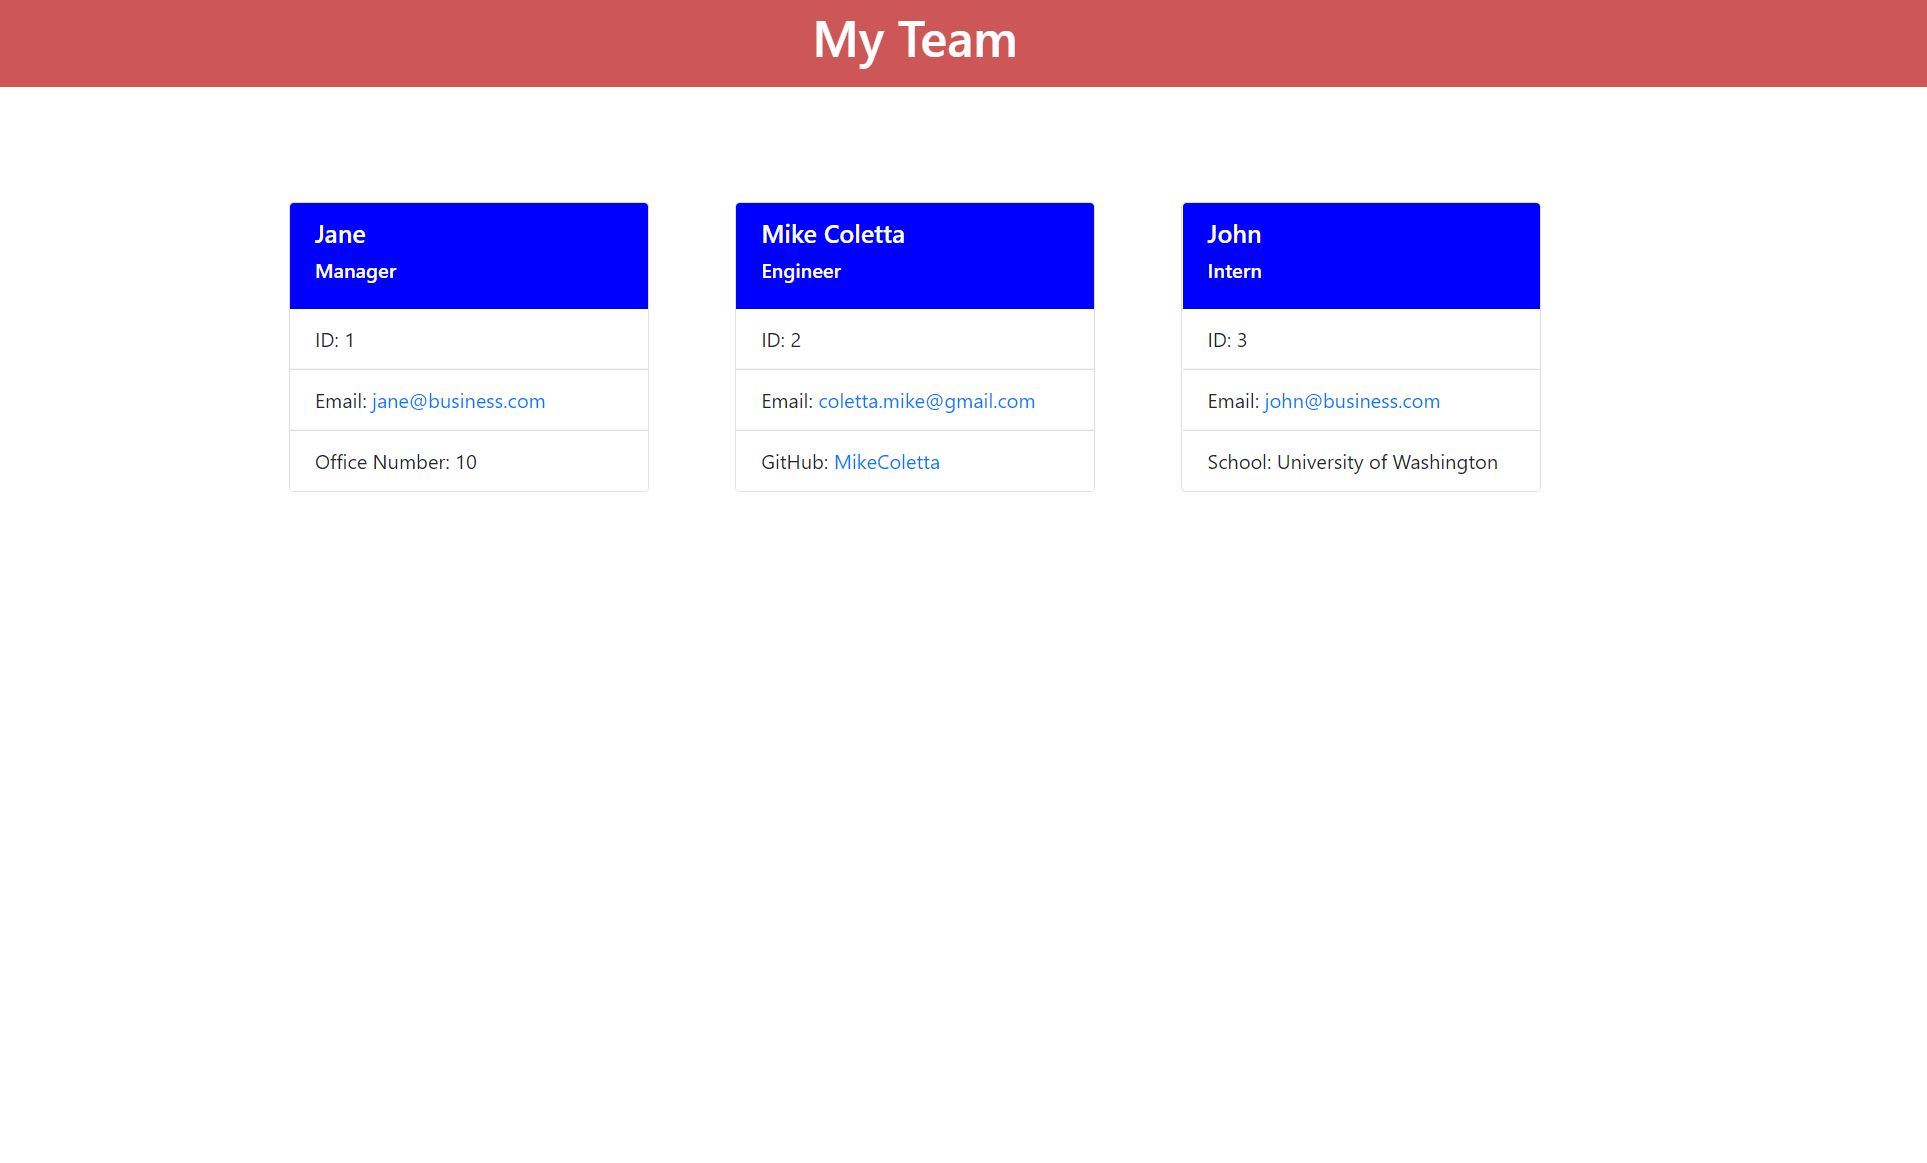 My Team
Jane
Manager
ID: 1
Email: jane@business.com
Office Number: 10
Mike Coletta
Engineer
ID: 2
Email: coletta.mike@gmail.com
GitHub: MikeColetta
John
Intern
ID: 3
Email: john@business.com
School: University of Washington